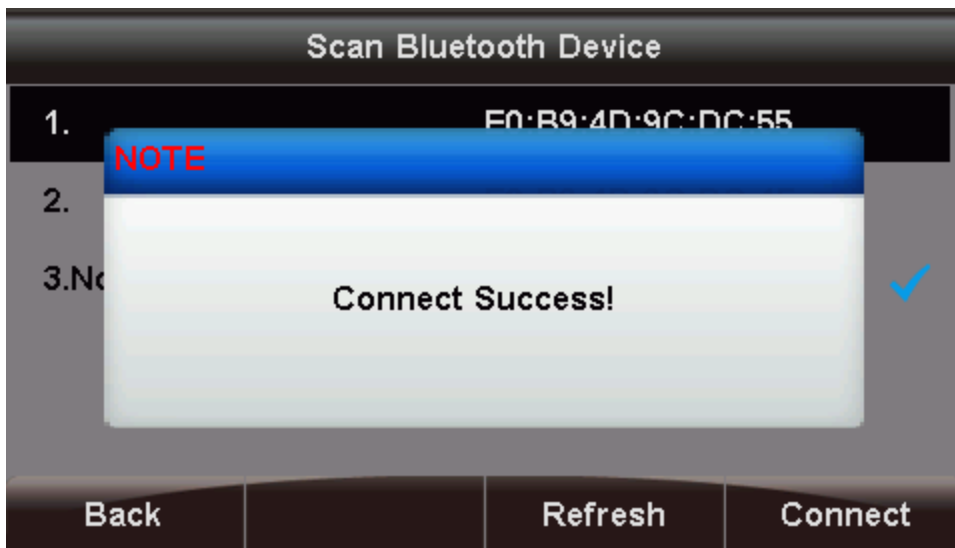 Scan Bluetooth Device
1. E0:B9:4D:9C:DC:55
NOTE
2.
3.No
Connect Success!
Back Refresh Connect